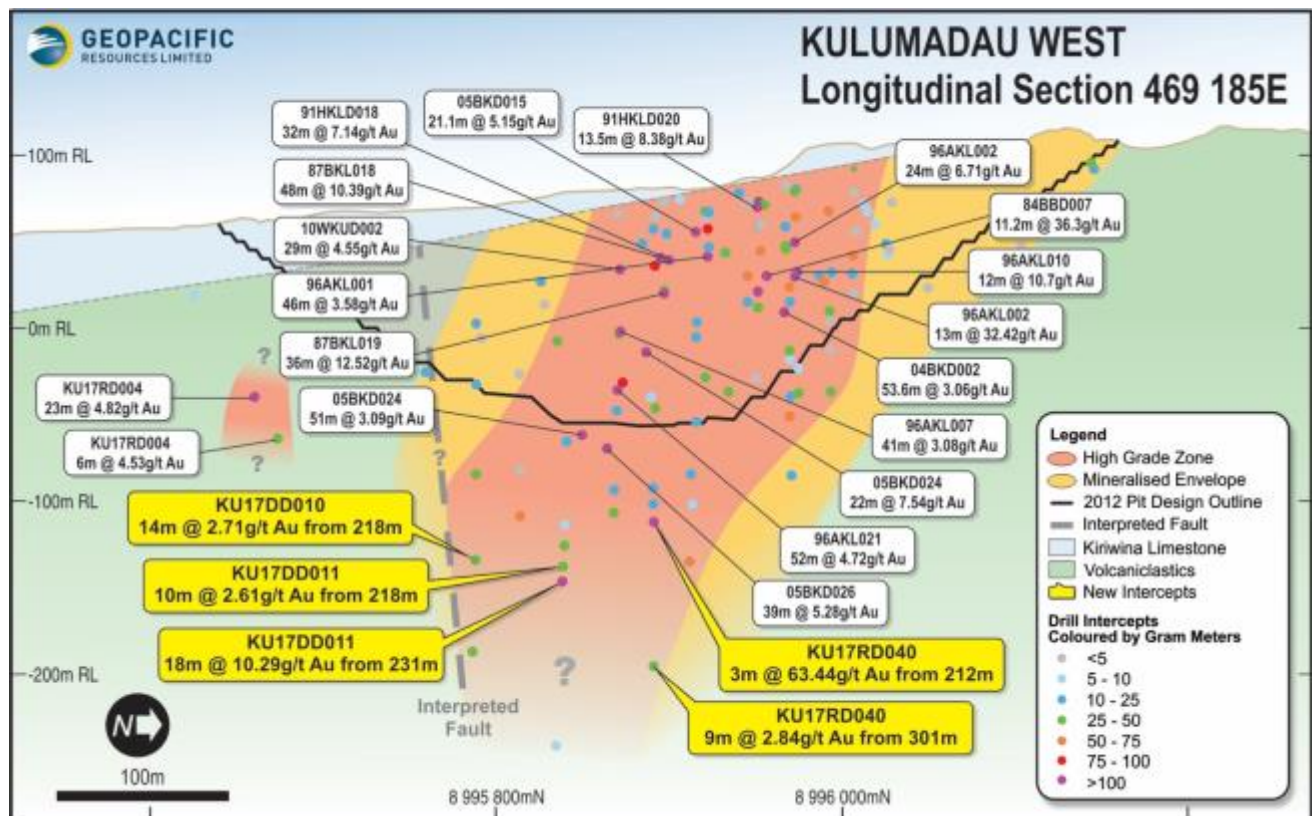 GEOPACIFIC
RESOURCES LIMITED
KULUMADAU WEST
Longitudinal Section 469 185E
100m RL
0m RL
-100m RL
-200m RL
91HKLD018
32m @ 7.14g/t Au
05BKD015
21.1m @ 5.15g/t Au
91HKLD020
13.5m @ 8.38g/t Au
96AKL002
24m @ 6.71g/t Au
87BKL018
48m @ 10.39g/t Au
84BBD007
11.2m @ 36.3g/t Au
10WKUD002
29m @ 4.55g/t Au
96AKL010
12m @ 10.7g/t Au
96AKL001
46m @ 3.58g/t Au
96AKL002
13m @ 32.42g/t Au
87BKL019
36m @ 12.52g/t Au
04BKD002
53.6m @ 3.06g/t Au
?
KU17RD004
23m @ 4.82g/t Au
05BKD024
51m @ 3.09g/t Au
96AKL007
41m @ 3.08g/t Au
KU17RD004
6m @ 4.53g/t Au
?
?
05BKD024
22m @ 7.54g/t Au
KU17DD010
14m @ 2.71g/t Au from 218m
96AKL021
52m @ 4.72g/t Au
KU17DD011
10m @ 2.61g/t Au from 218m
05BKD026
39m @ 5.28g/t Au
KU17DD011
18m @ 10.29g/t Au from 231m
KU17RD040
3m @ 63.44g/t Au from 212m
?
Interpreted
Fault
KU17RD040
9m @ 2.84g/t Au from 301m
N
100m
8 995 800mN
8 996 000mN
Legend
High Grade Zone
Mineralised Envelope
2012 Pit Design Outline
Interpreted Fault
Kiriwina Limestone
Volcaniclastics
New Intercepts
Drill Intercepts
Coloured by Gram Meters
<5
5 - 10
10 - 25
25 - 50
50 - 75
75 - 100
>100